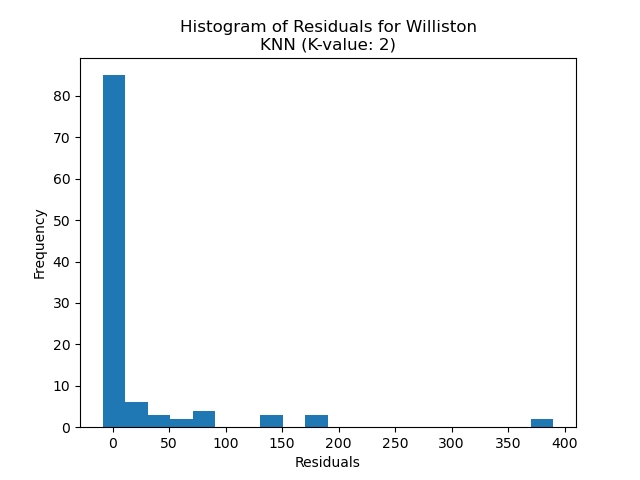 Histogram of Residuals for Williston
KNN (K-value: 2)
80
70
60
50
40
30
20
10
0
Frequency
0 50 100 150 200 250 300 350 400
Residuals